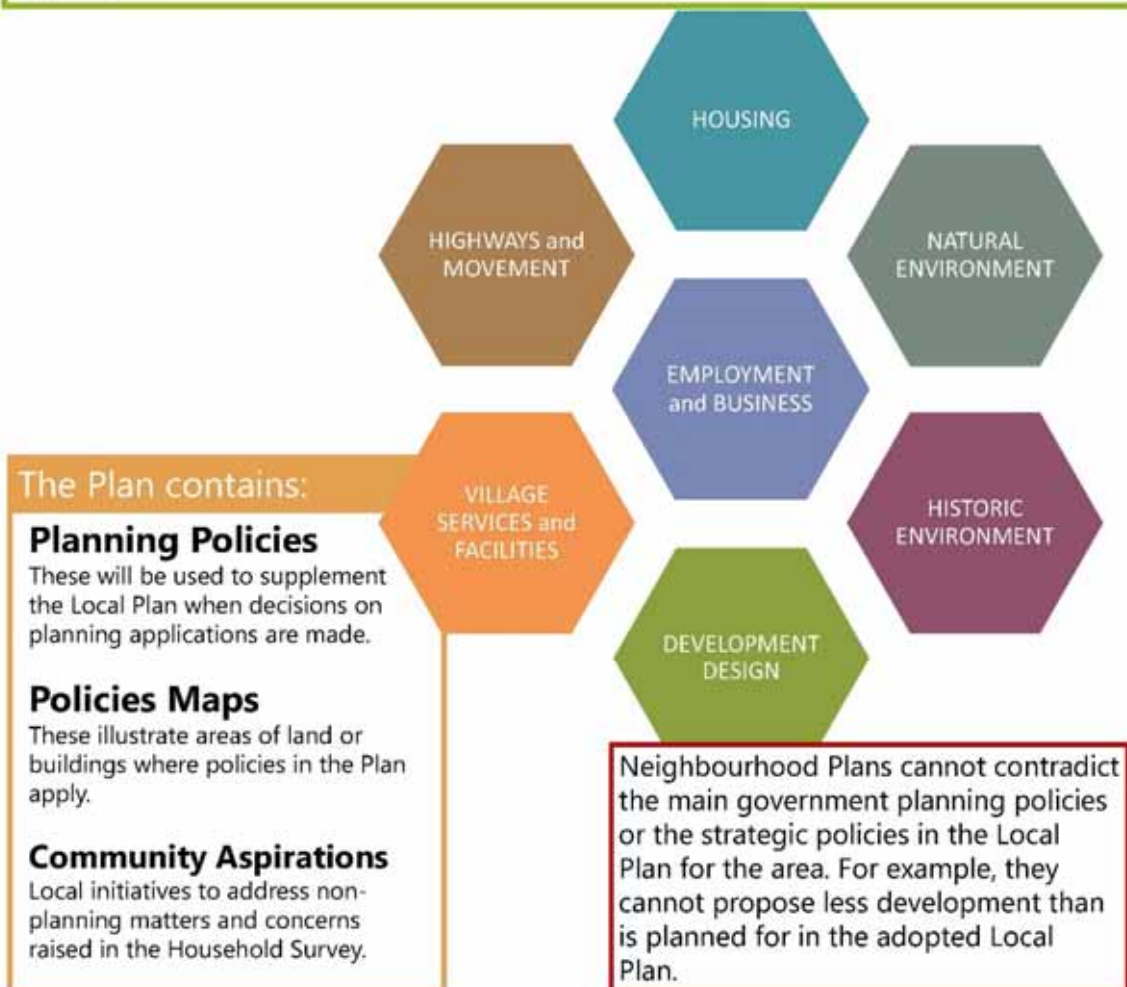 HOUSING
HIGHWAYS and
MOVEMENT
NATURAL
ENVIRONMENT
EMPLOYMENT
and BUSINESS
VILLAGE
SERVICES and
FACILITIES
HISTORIC
ENVIRONMENT
DEVELOPMENT
DESIGN
The Plan contains:
Planning Policies
These will be used to supplement
the Local Plan when decisions on
planning applications are made.
Policies Maps
These illustrate areas of land or
buildings where policies in the Plan
apply.
Community Aspirations
Local initiatives to address non-
planning matters and concerns
raised in the Household Survey.
Neighbourhood Plans cannot contradict
the main government planning policies
or the strategic policies in the Local
Plan for the area. For example, they
cannot propose less development than
is planned for in the adopted Local
Plan.